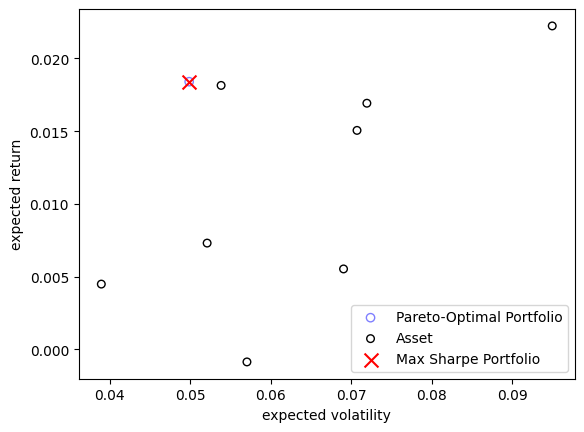 0.020
0.015
0.010
0.005
0.000
expected return
0.04 0.05 0.06 0.07 0.08 0.09
expected volatility
Pareto-Optimal Portfolio
Asset
Max Sharpe Portfolio